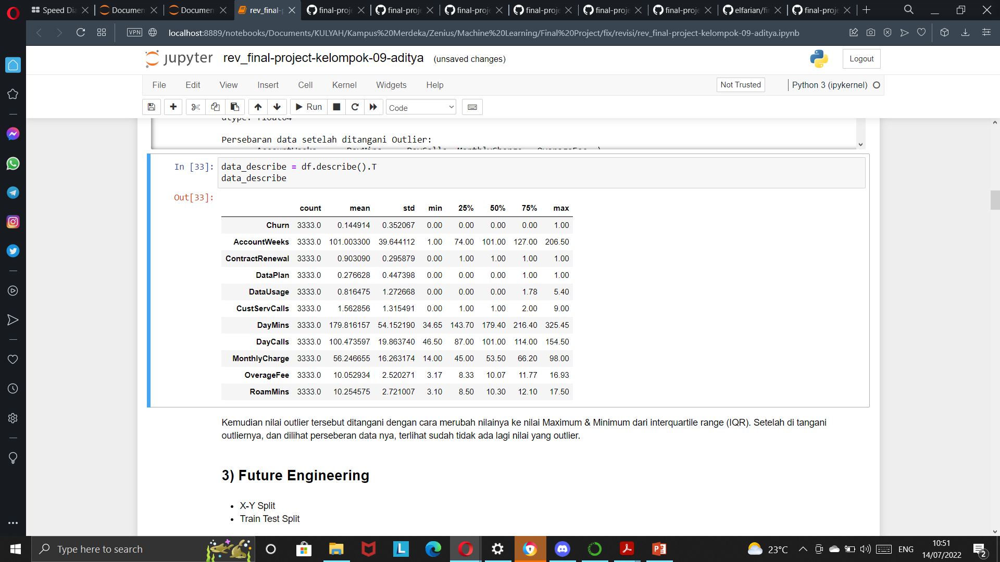 Speed Dia
Documen
Documen
rev_final-
final-proje
final-proje
final-proje
final-proje
final-proje
final-proje
elfarian/fi
final-proje
VPN
localhost:8889/notebooks/Documents/KULYAH/Kampus%20Merdeka/Zenius/Machine%20Learning/Final%20Project/fix/revisi/rev_final-project-kelompok-09-aditya.ipynb
jupyter rev_final-project-kelompok-09-aditya (unsaved changes)
Logout
File Edit View Insert Cell Kernel Widgets Help
Not Trusted
Python 3 (ipykernel)
Run
Code
dtype: float64
Persebaran data setelah ditangani Outlier:
AccountWeeks DayMins DayCalls MonthlyCharge OverageFee \
In [33]: data_describe = df.describe().T
data_describe
Out[33]:
count mean std min 25% 50% 75% max
Churn 3333.0 0.144914 0.352067 0.00 0.00 0.00 0.00 1.00
AccountWeeks 3333.0 101.003300 39.644112 1.00 74.00 101.00 127.00 206.50
ContractRenewal 3333.0 0.903090 0.295879 0.00 1.00 1.00 1.00 1.00
DataPlan 3333.0 0.276628 0.447398 0.00 0.00 0.00 1.00 1.00
DataUsage 3333.0 0.816475 1.272668 0.00 0.00 0.00 1.78 5.40
CustServCalls 3333.0 1.562856 1.315491 0.00 1.00 1.00 2.00 9.00
DayMins 3333.0 179.816157 54.152190 34.65 143.70 179.40 216.40 325.45
DayCalls 3333.0 100.473597 19.863740 46.50 87.00 101.00 114.00 154.50
MonthlyCharge 3333.0 56.246655 16.263174 14.00 45.00 53.50 66.20 98.00
OverageFee 3333.0 10.052934 2.520271 3.17 8.33 10.07 11.77 16.93
RoamMins 3333.0 10.254575 2.721007 3.10 8.50 10.30 12.10 17.50
Kemudian nilai outlier tersebut ditangani dengan cara merubah nilainya ke nilai Maximum & Minimum dari interquartile range (IQR). Setelah di tangani
outliernya, dan dilihat perseberan data nya, terlihat sudah tidak ada lagi nilai yang outlier.
3) Future Engineering
• X-Y Split
• Train Test Split
Type here to search
L
23°C
ENG
10:51
14/07/2022
2